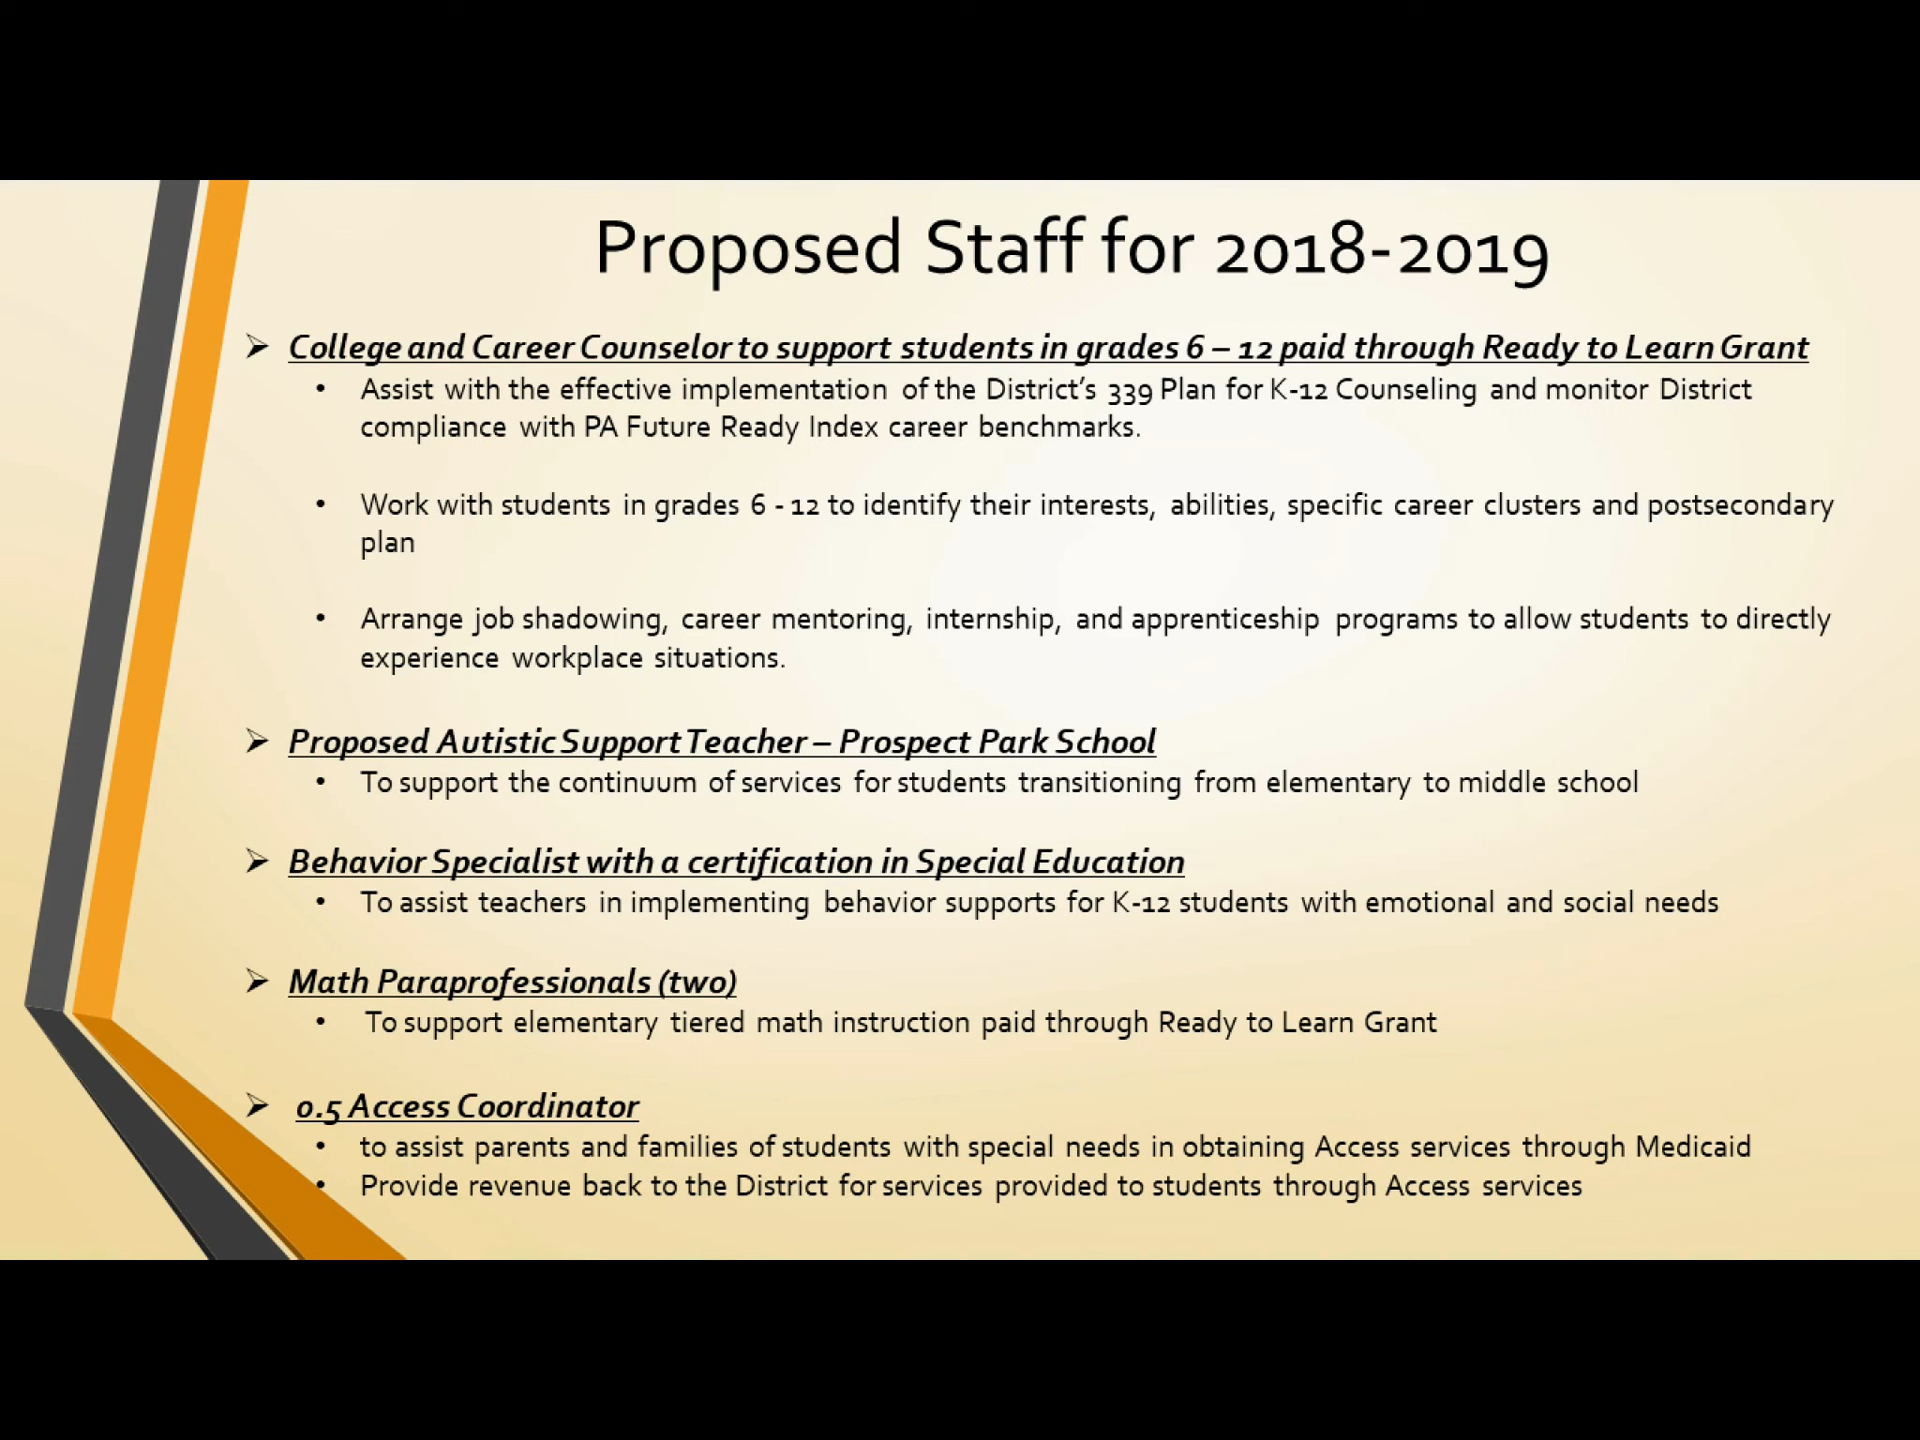 Proposed Staff for 2018-2019
College and Career Counselor to support students in grades 6 – 12 paid through Ready to Learn Grant
• Assist with the effective implementation of the District's 339 Plan for K-12 Counseling and monitor District
compliance with PA Future Ready Index career benchmarks.
• Work with students in grades 6 - 12 to identify their interests, abilities, specific career clusters and postsecondary
plan
• Arrange job shadowing, career mentoring, internship, and apprenticeship programs to allow students to directly
experience workplace situations.
Proposed Autistic Support Teacher – Prospect Park School
• To support the continuum of services for students transitioning from elementary to middle school
Behavior Specialist with a certification in Special Education
• To assist teachers in implementing behavior supports for K-12 students with emotional and social needs
Math Paraprofessionals (two)
• To support elementary tiered math instruction paid through Ready to Learn Grant
0.5 Access Coordinator
• to assist parents and families of students with special needs in obtaining Access services through Medicaid
• Provide revenue back to the District for services provided to students through Access services